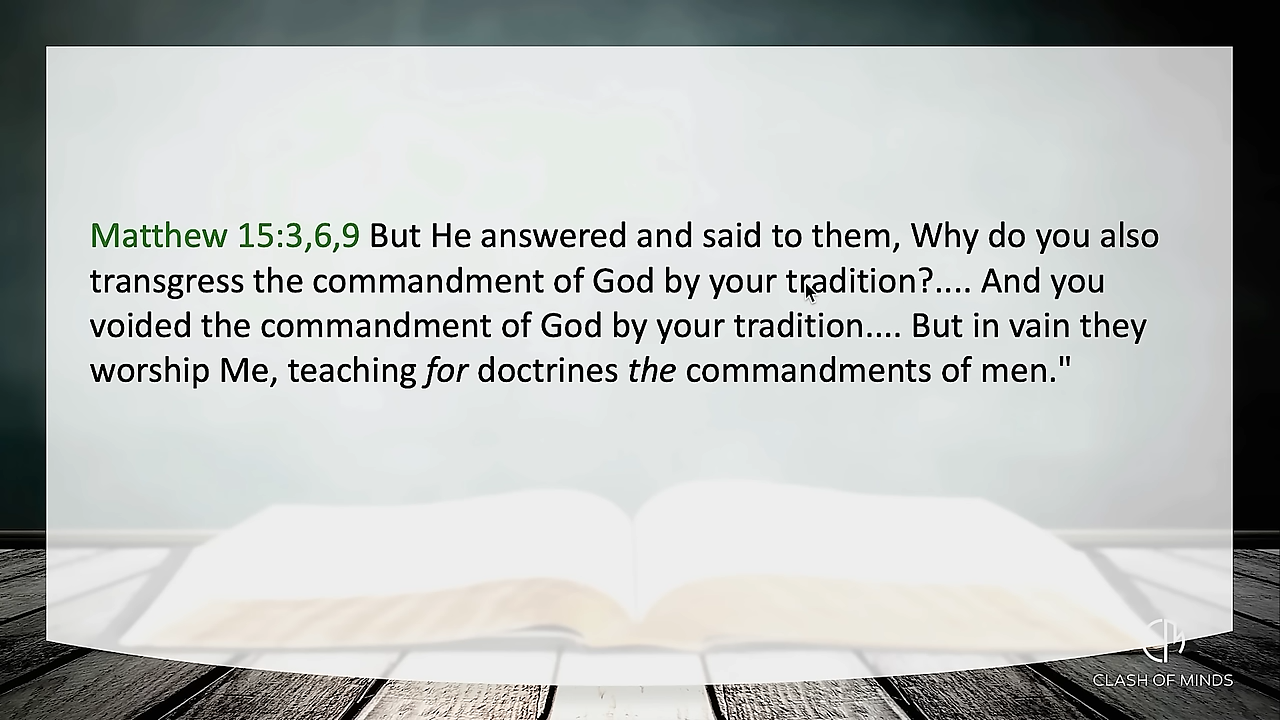 Matthew 15:3,6,9 But He answered and said to them, Why do you also
transgress the commandment of God by your tradition?.... And you
voided the commandment of God by your tradition.... But in vain they
worship Me, teaching for doctrines the commandments of men."
CLASH OF MINDS